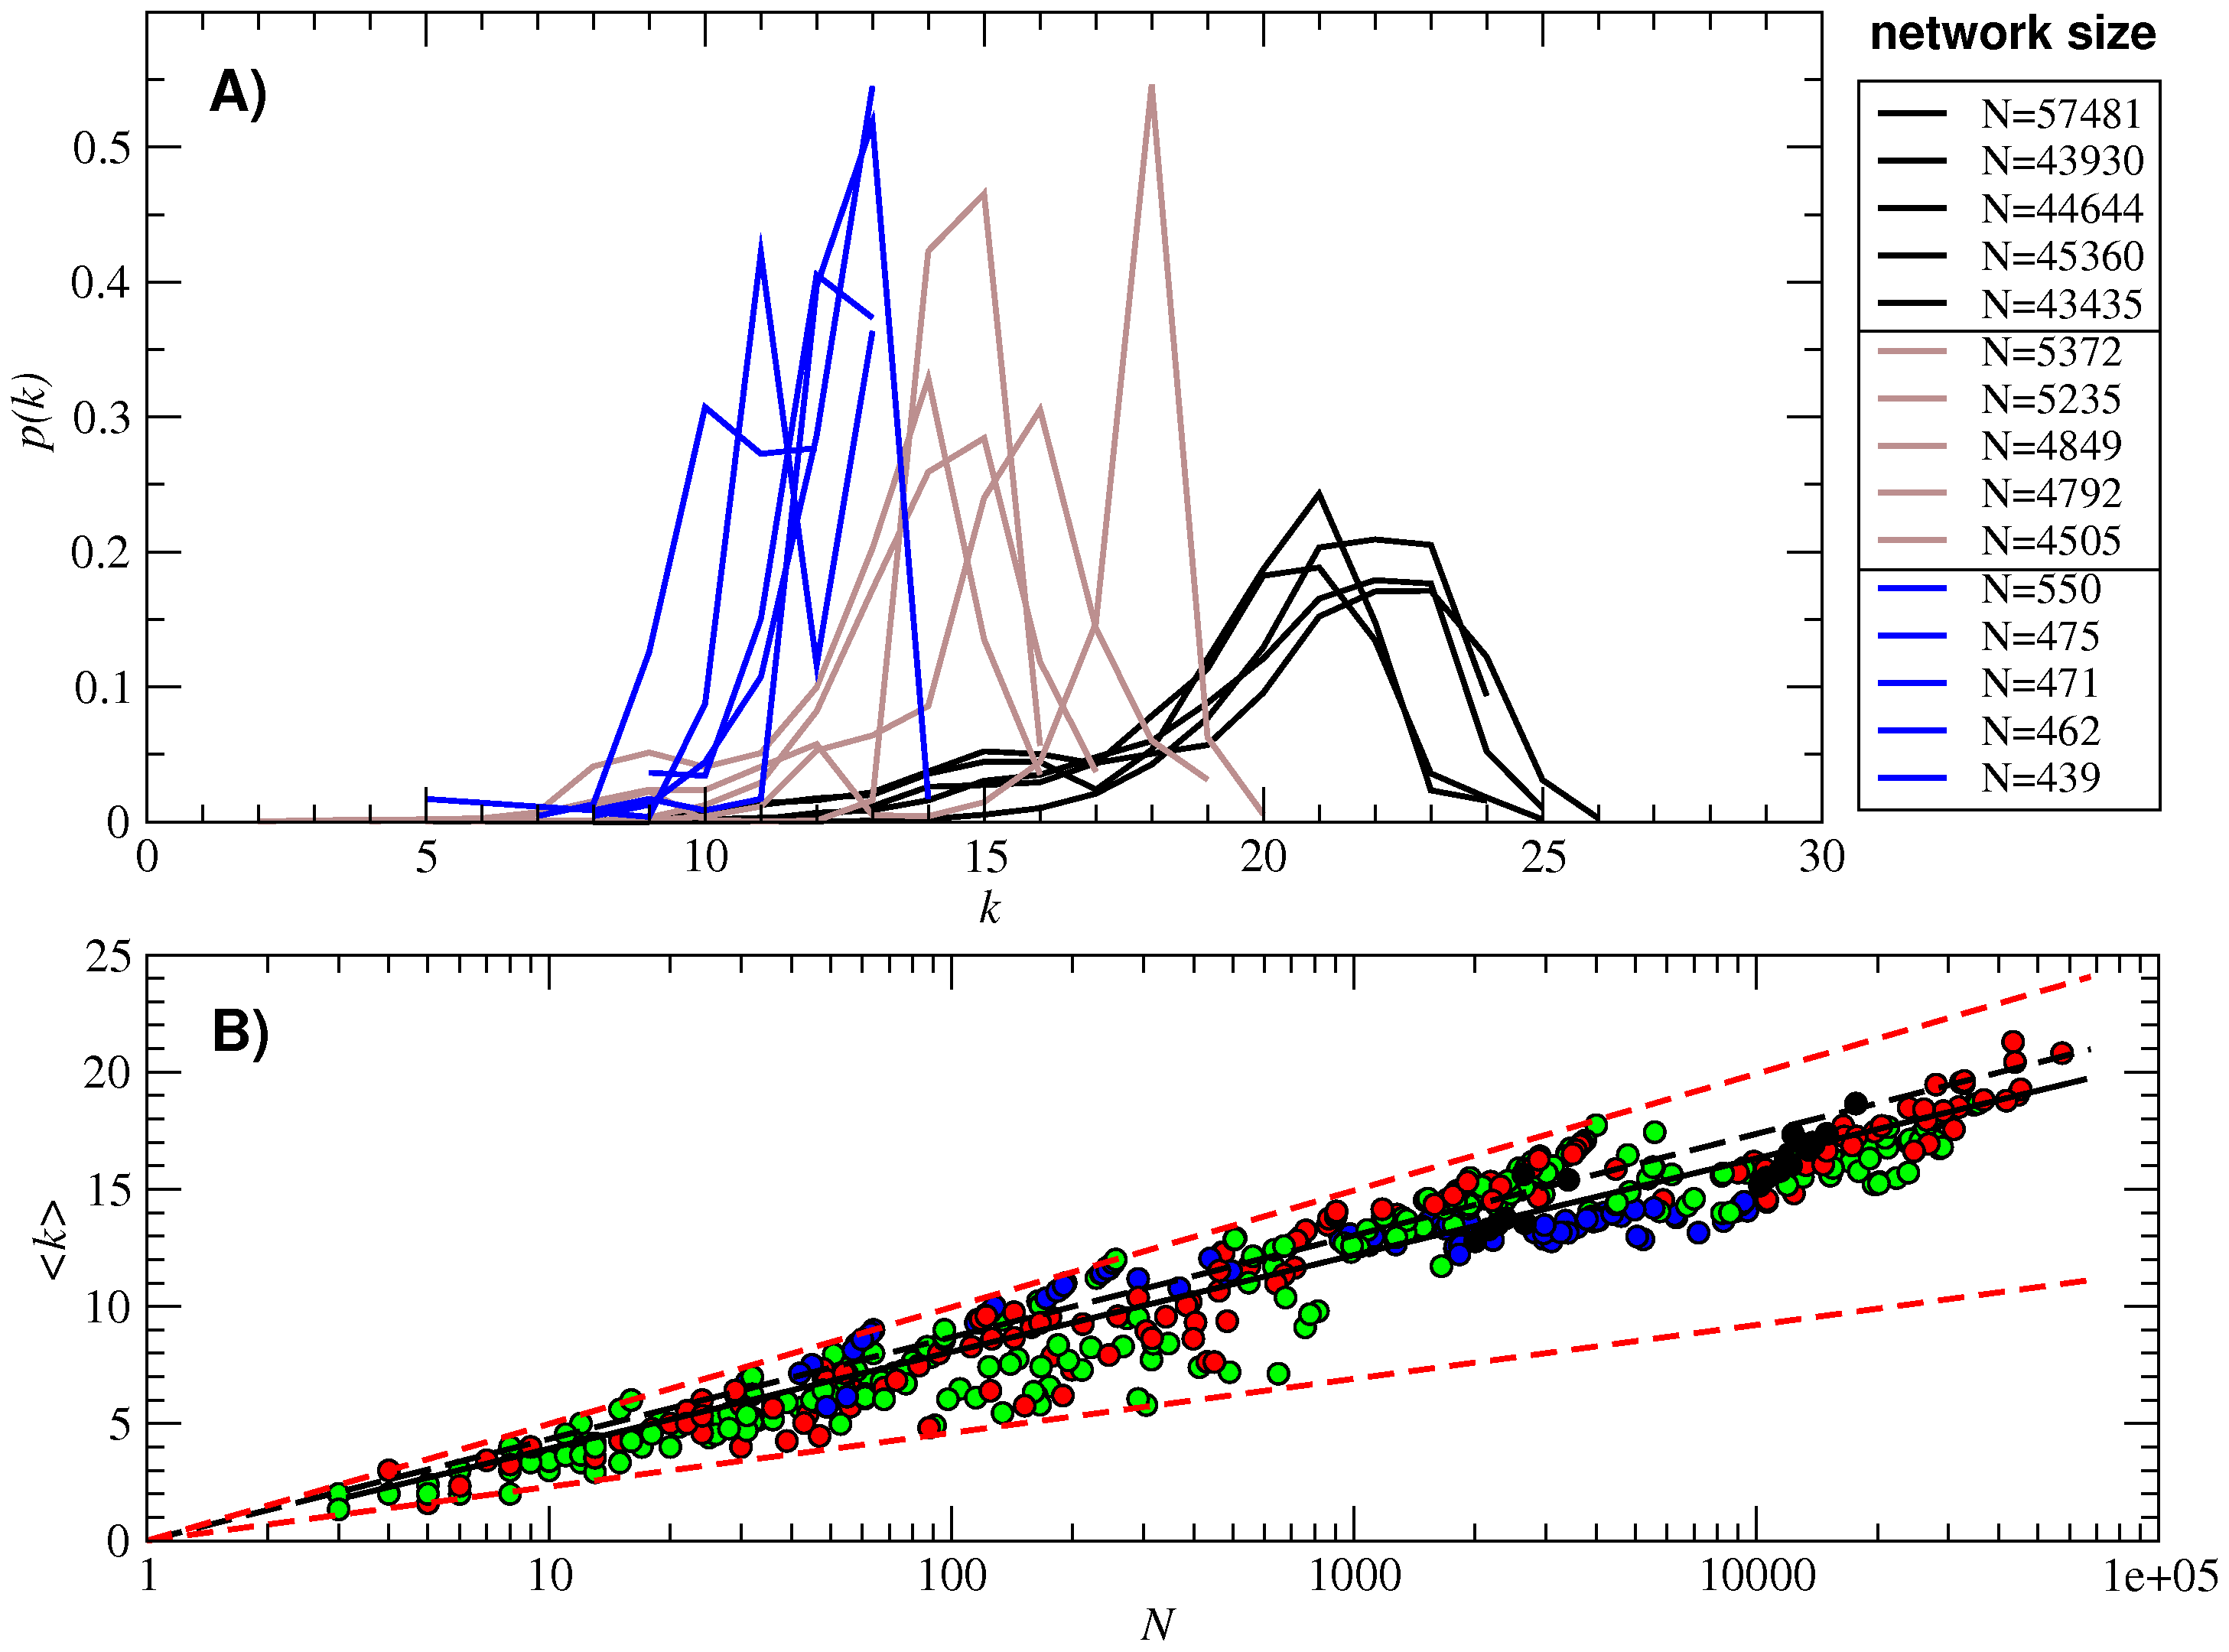 network size
A)
N=57481
N=43930
N=44644
N=45360
N=43435
N=5372
N=5235
N=4849
N=4792
N=4505
N=550
N=475
N=471
N=462
N=439
0.5
0.4
0.3
0.2
0.1
0
p(k)
0 5 10 15 20 25 30
k
B)
25
20
15
10
5
0
<k>
1 10 100 1000 10000 1e+05
N